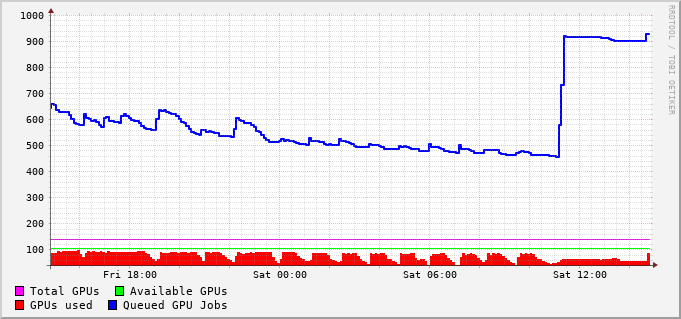 1000
900
800
700
600
500
400
300
200
100
Fri 18:00 Sat 00:00 Sat 06:00 Sat 12:00
Total GPUs Available GPUs
GPUs used Queued GPU Jobs
RRDTOOL / TOBI OETIKER